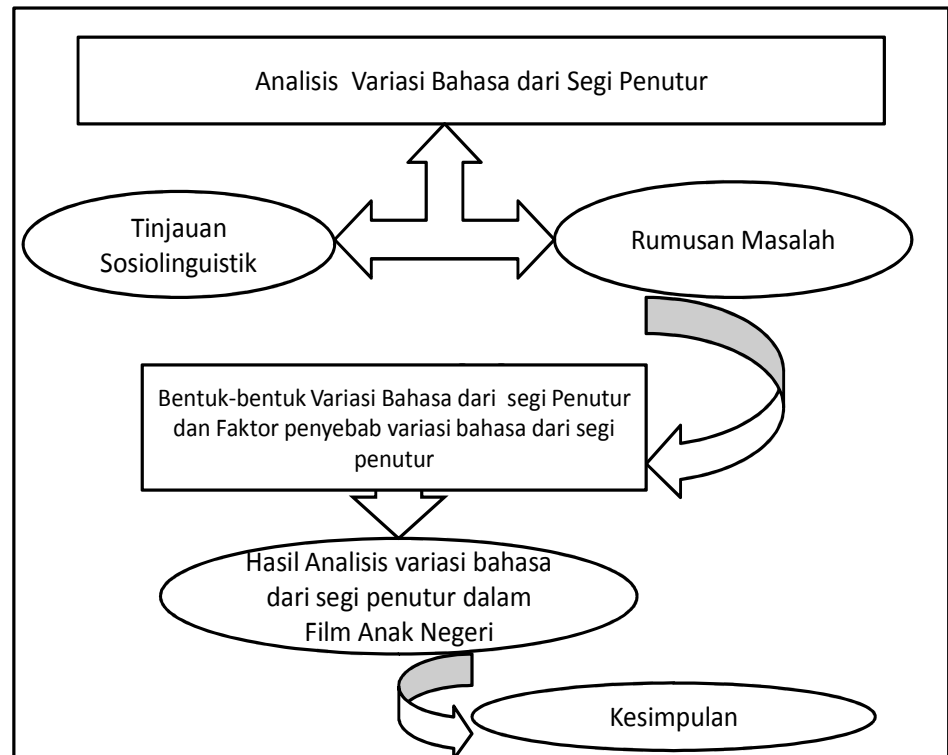 Analisis Variasi Bahasa dari Segi Penutur
Tinjauan
Sosiolinguistik
Rumusan Masalah
Bentuk-bentuk Variasi Bahasa dari segi Penutur
dan Faktor penyebab variasi bahasa dari segi
penutur
Hasil Analisis variasi bahasa
dari segi penutur dalam
Film Anak Negeri
Kesimpulan